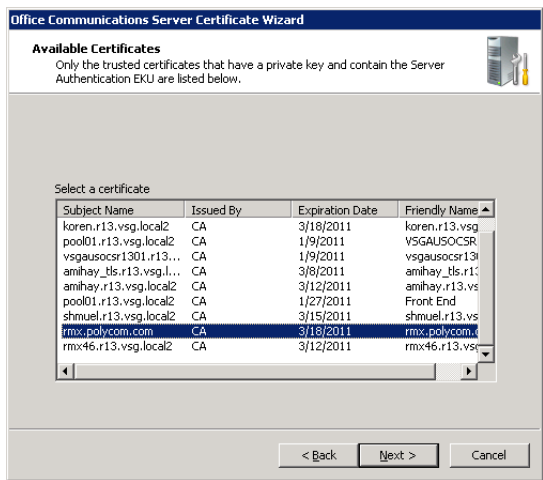 Office Communications Server Certificate Wizard
Available Certificates
Only the trusted certificates that have a private key and contain the Server
Authentication EKU are listed below.
Select a certificate
Subject Name Issued By Expiration Date Friendly Name
koren.r13.vsg.local2 CA 3/18/2011 koren.r13.vsg
pool01.r13.vsg.local2 CA 1/9/2011 VSGAUSOCSR
vsgausocsr1301.r13... CA 1/9/2011 vsgausocsr13
amihay_tls.r13.vsg.l... CA 3/8/2011 amihay_tls.r13
amihay.r13.vsg.local2 CA 3/12/2011 amihay.r13.vs
pool01.r13.vsg.local2 CA 1/27/2011 Front End
shmuel.r13.vsg.local2 CA 3/15/2011 shmuel.r13.vs
rmx.polycom.com CA 3/18/2011 rmx.polycom.c
rmx46.r13.vsg.local2 CA 3/12/2011 rmx46.r13.vsg
< Back Next > Cancel